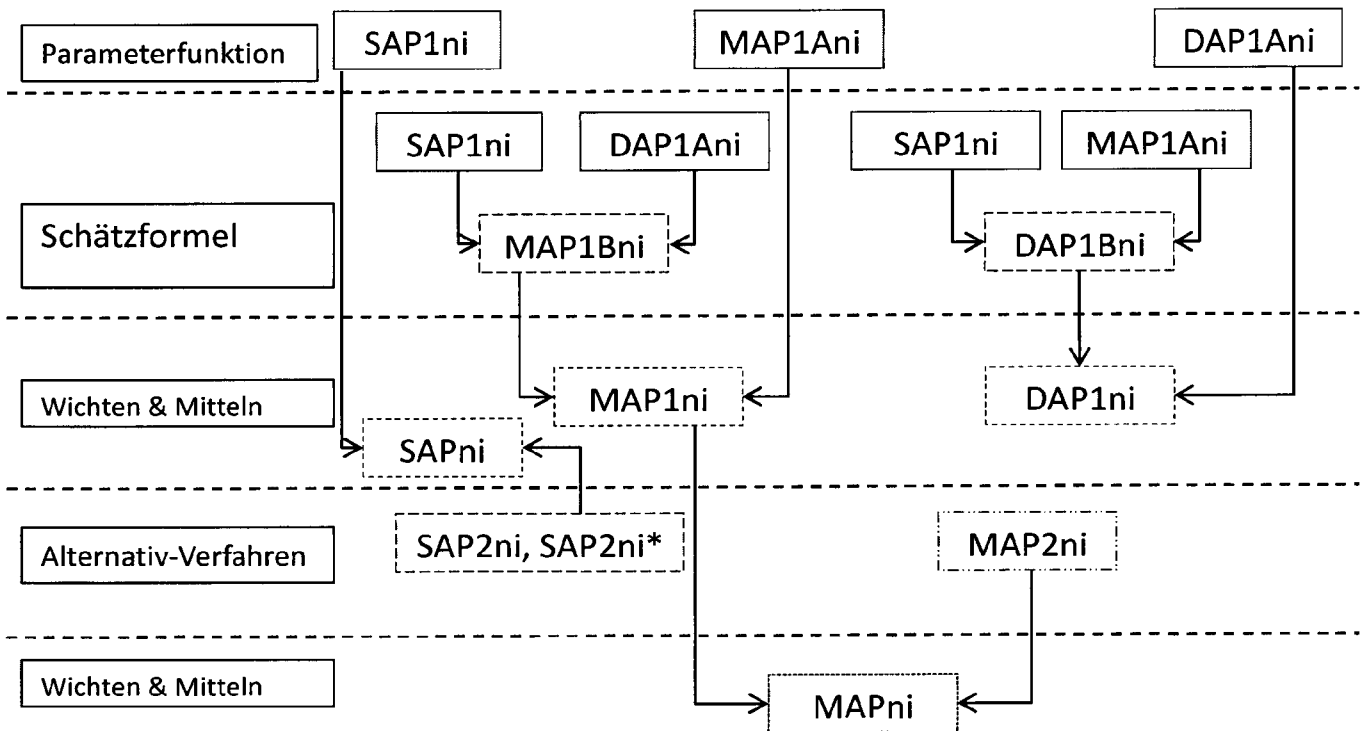 Parameterfunktion
SAP1ni
MAP1Ani
DAP1Ani
SAP1ni
DAP1Ani
SAP1ni
MAP1Ani
Schätzformel
MAP1Bni
DAP1Bni
Wichten & Mitteln
MAP1ni
DAP1ni
SAPni
Alternativ-Verfahren
SAP2ni, SAP2ni*
MAP2ni
Wichten & Mitteln
MAPni